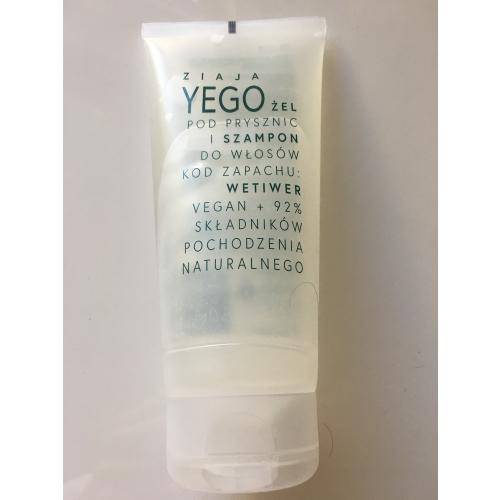 ZIAJA
YEGO ŻEL
POD PRYSZNIC
I SZAMPON
DO WŁOSÓW
KOD ZAPACHU:
WETIWER
VEGAN + 92%
SKŁADNIKÓW
POCHODZENIA
NATURALNEGO